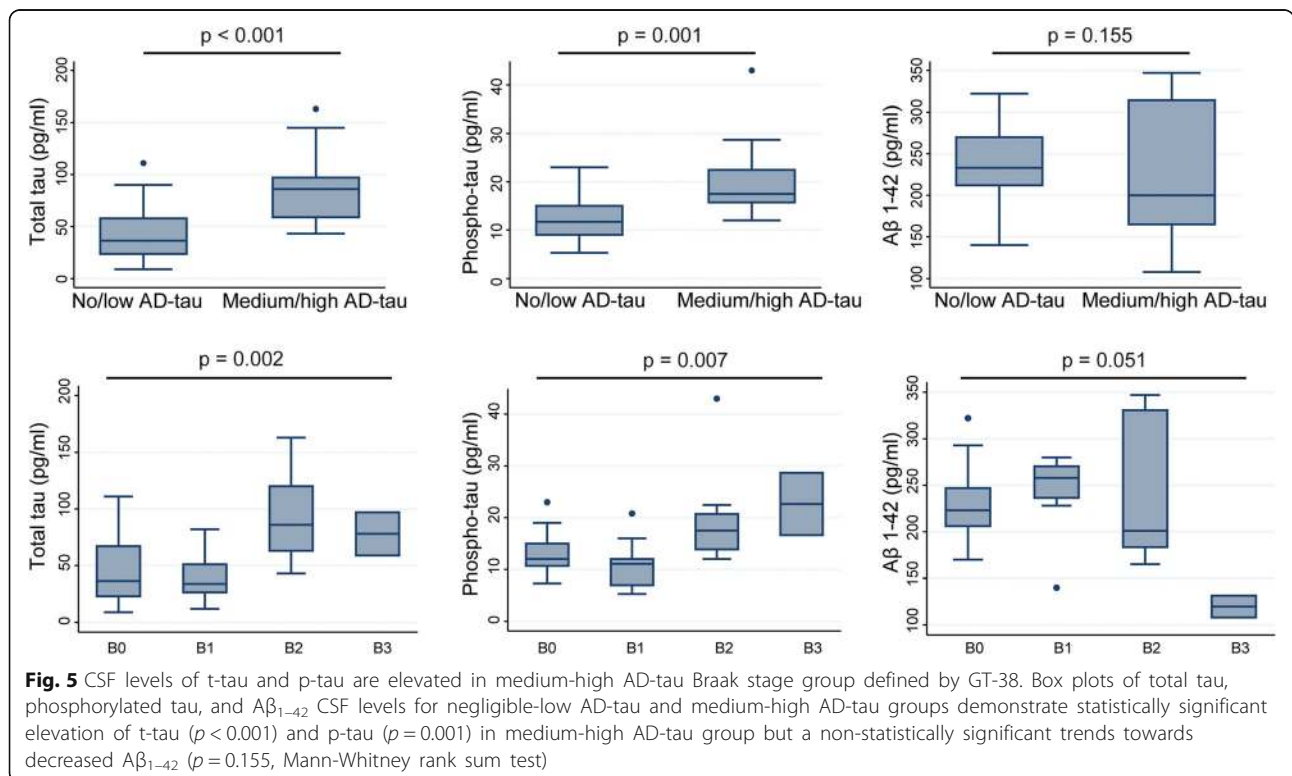 p < 0.001
Total tau (pg/ml)
200
150
100
50
0
No/low AD-tau Medium/high AD-tau
p = 0.001
Phospho-tau (pg/ml)
40
30
20
10
0
No/low AD-tau Medium/high AD-tau
p = 0.155
Aβ 1-42 (pg/ml)
350
300
250
200
150
100
No/low AD-tau Medium/high AD-tau
p = 0.002
Total tau (pg/ml)
200
150
100
50
0
B0 B1 B2 B3
p = 0.007
Phospho-tau (pg/ml)
40
30
20
10
0
B0 B1 B2 B3
p = 0.051
Aβ 1-42 (pg/ml)
350
300
250
200
150
100
B0 B1 B2 B3
Fig. 5 CSF levels of t-tau and p-tau are elevated in medium-high AD-tau Braak stage group defined by GT-38. Box plots of total tau,
phosphorylated tau, and Aβ1–42 CSF levels for negligible-low AD-tau and medium-high AD-tau groups demonstrate statistically significant
elevation of t-tau (p < 0.001) and p-tau (p = 0.001) in medium-high AD-tau group but a non-statistically significant trends towards
decreased Aβ1–42 (p = 0.155, Mann-Whitney rank sum test)